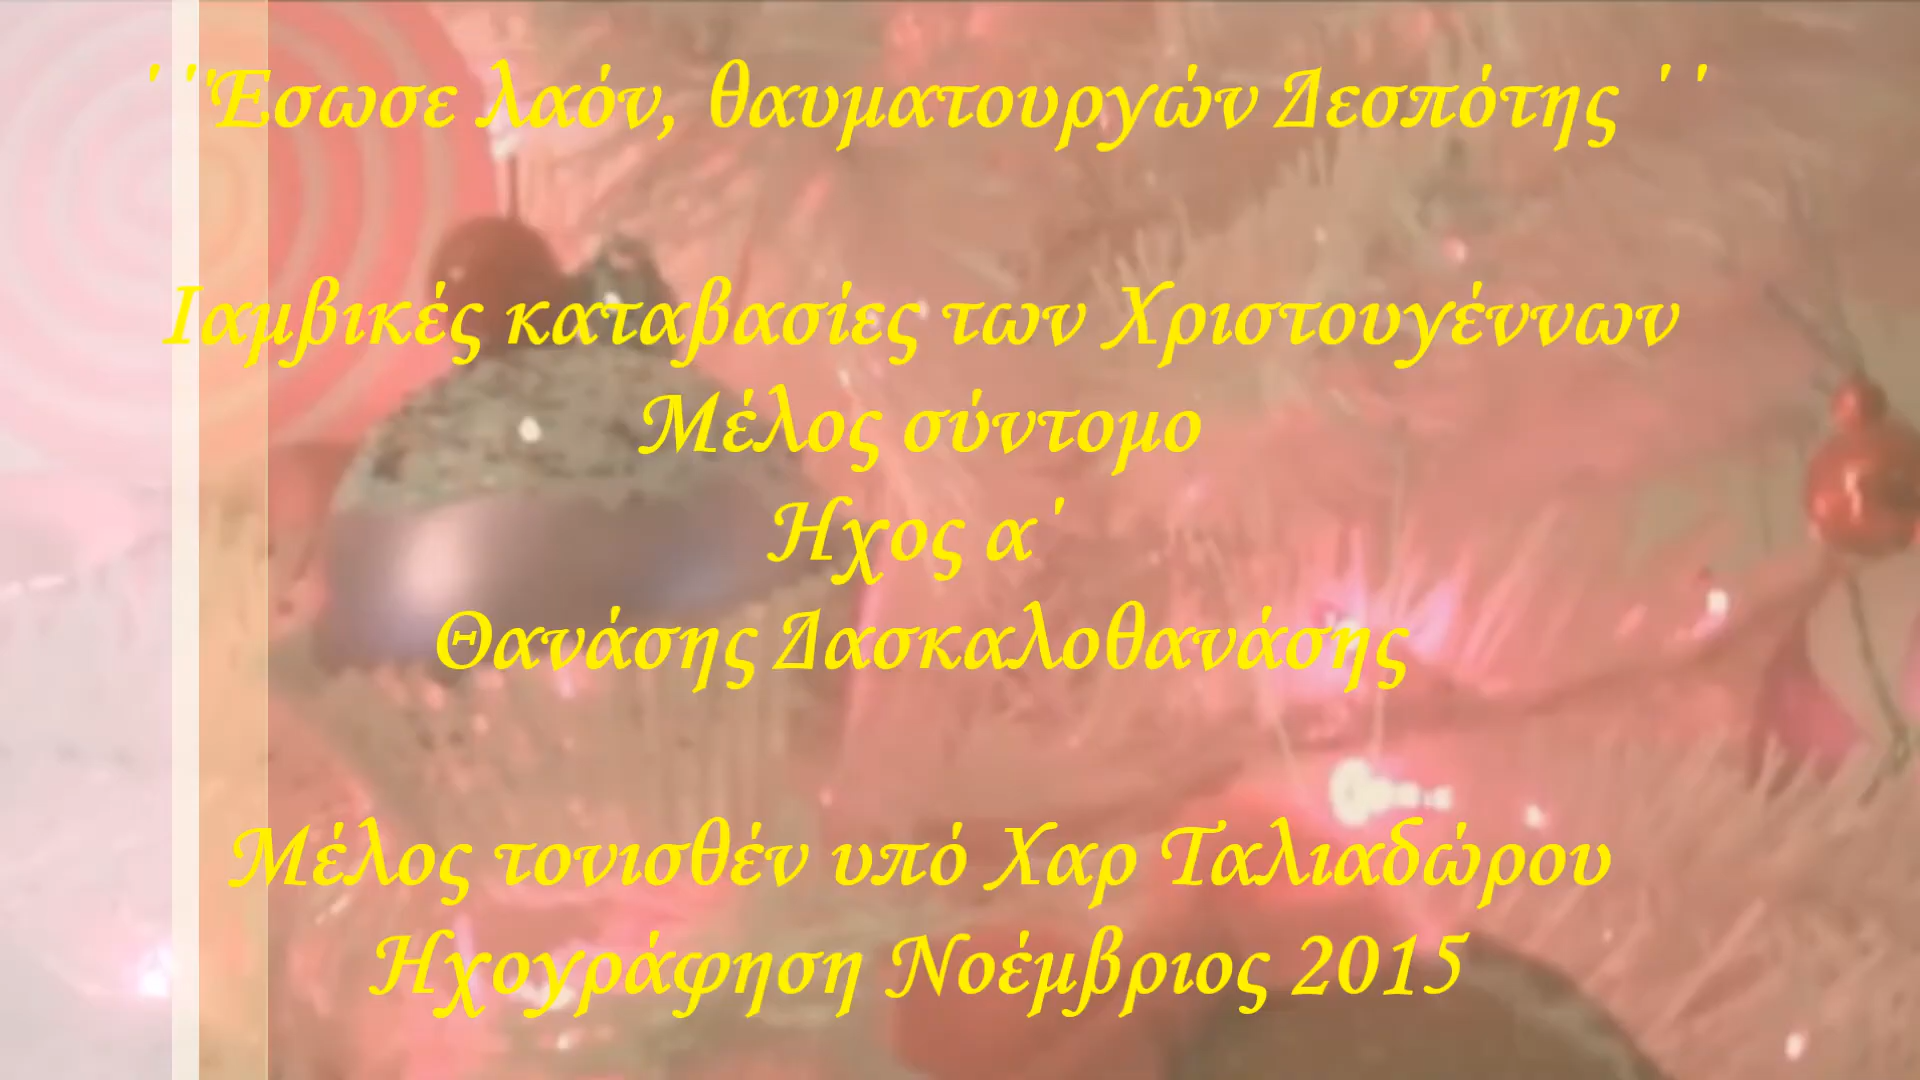 ΄΄Έσωσε λαόν, θαυματουργών Δεσπότης ΄΄
Ιαμβικές καταβασίες των Χριστουγέννων
Μέλος σύντομο
Ηχος α΄
Θανάσης Δασκαλοθανάσης
Μέλος τονισθέν υπό Χαρ Ταλιαδώρου
Ηχογράφηση Νοέμβριος 2015